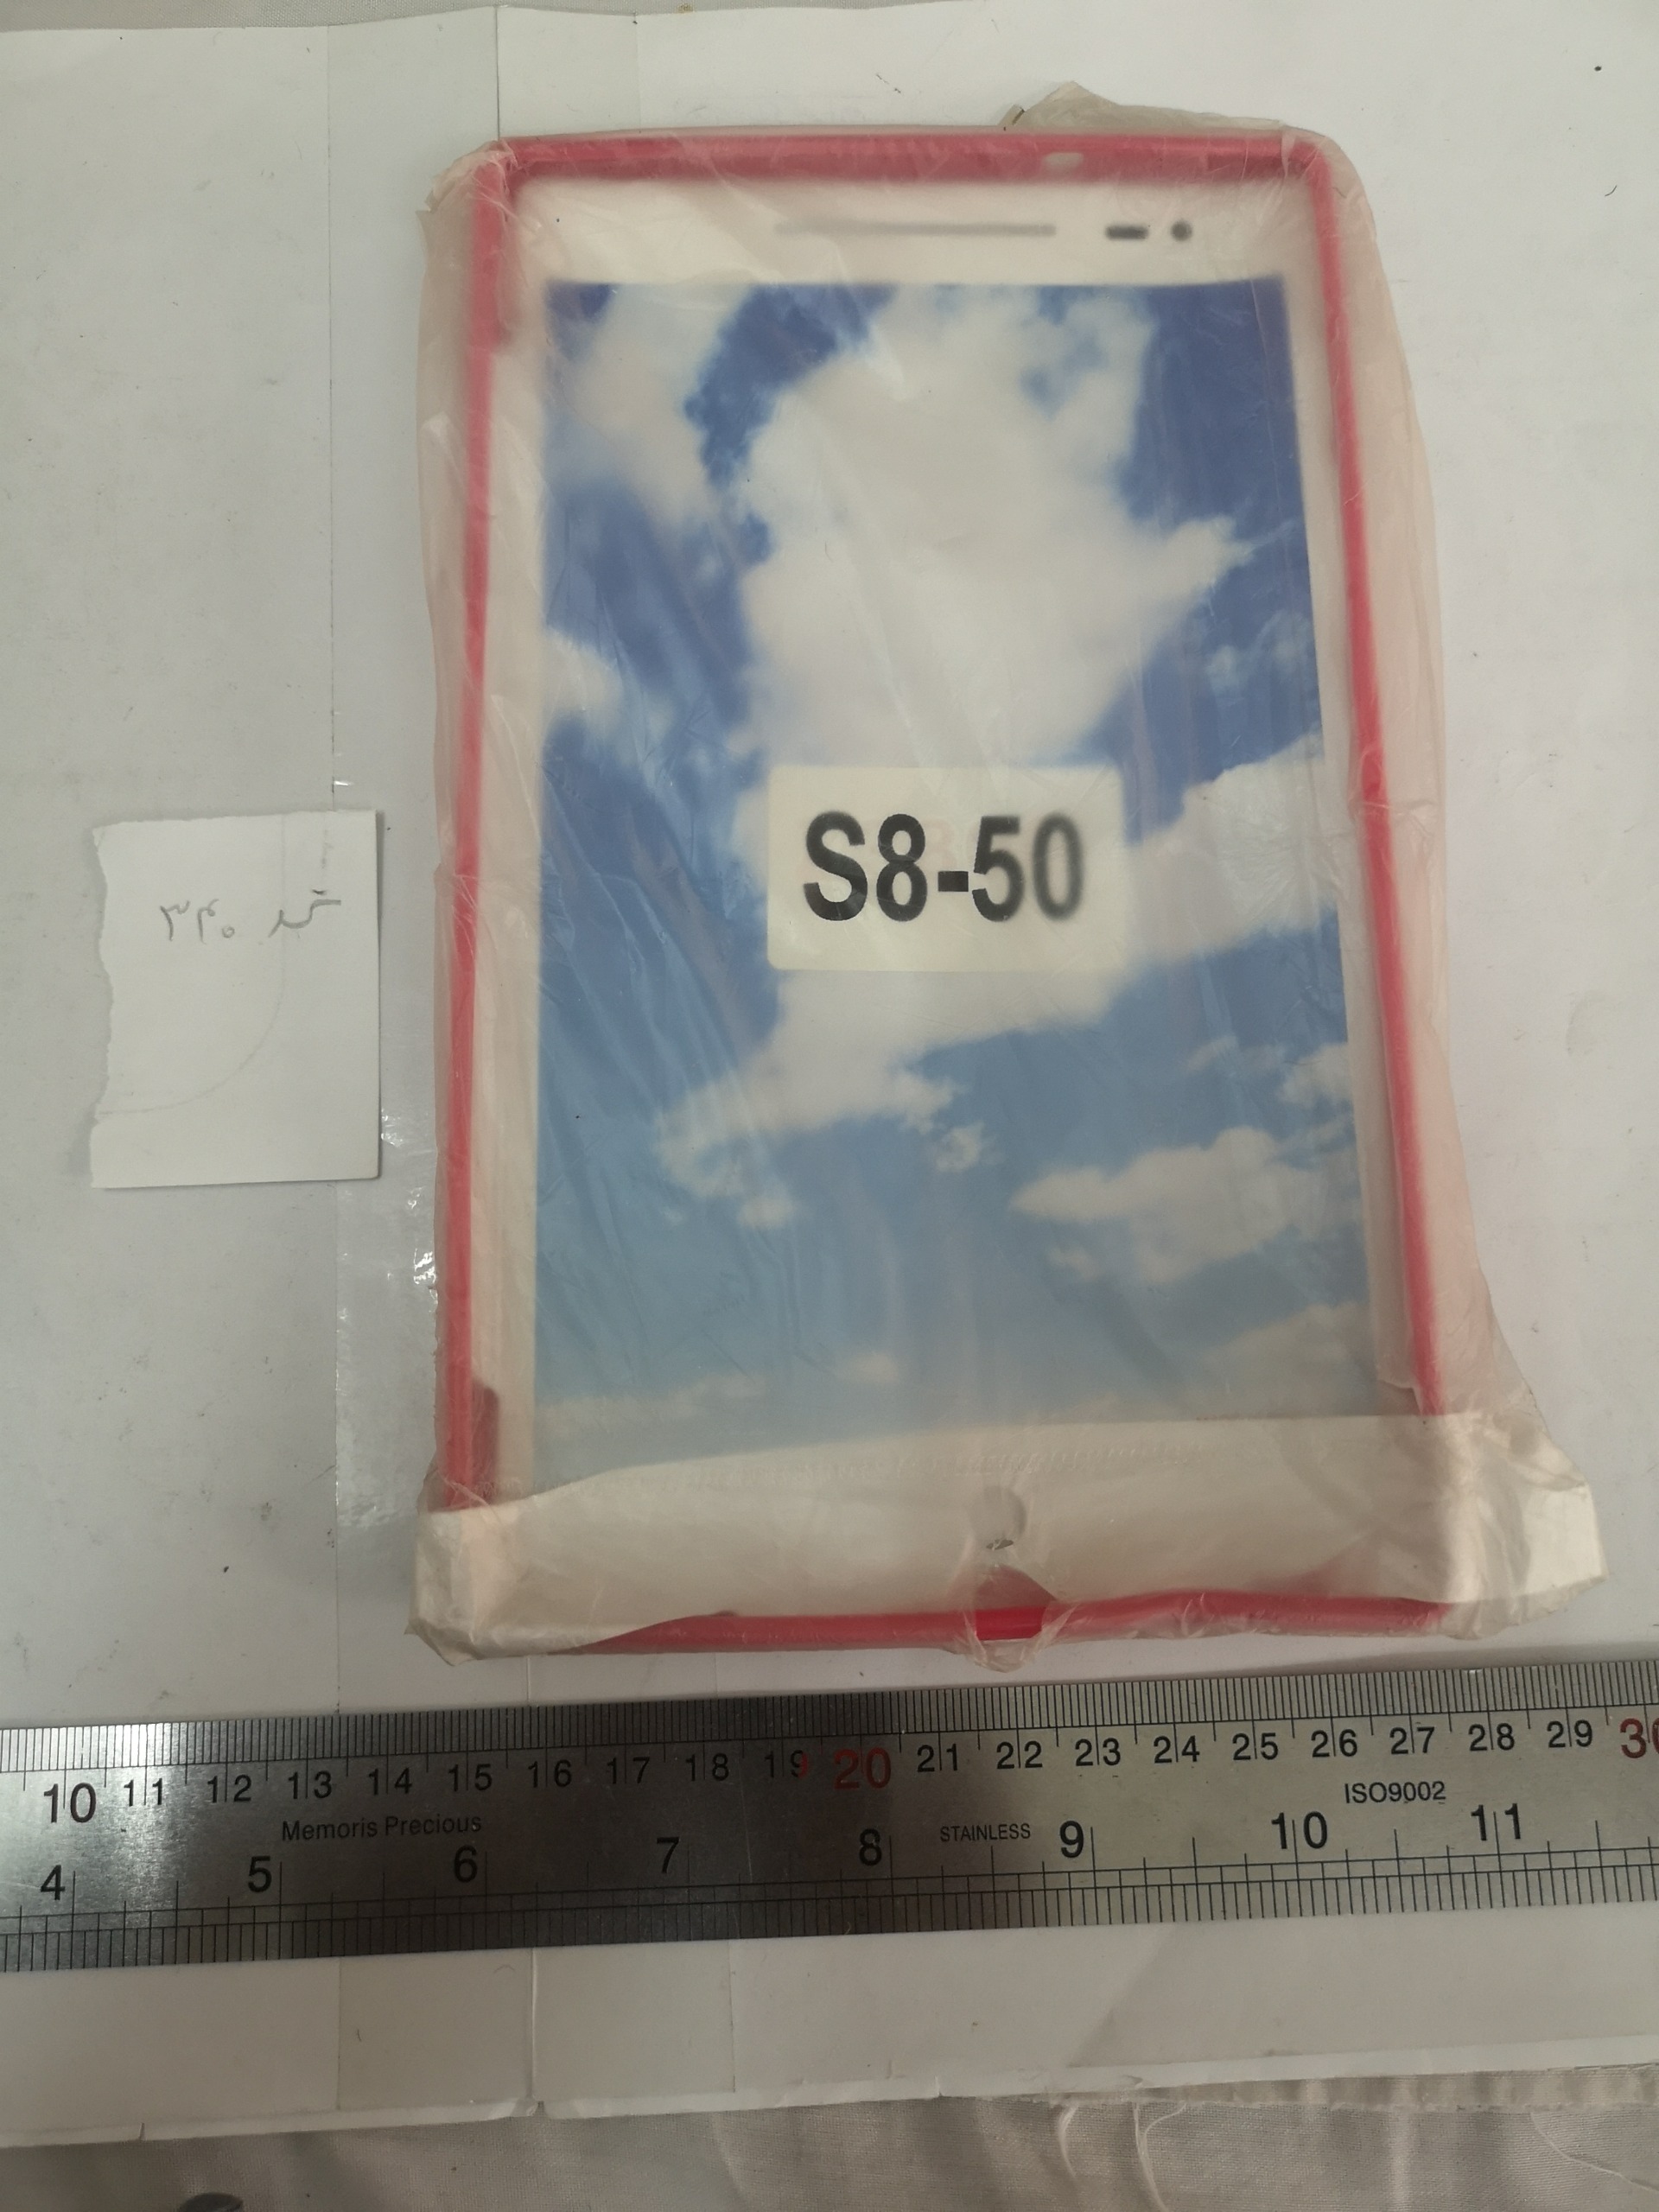 S8-50
کد ۳۴۰
10 11 12 13 14 15 16 17 18 19 20 21 22 23 24 25 26 27 28 29 30
Memoris Precious
STAINLESS
ISO9002
4 5 6 7 8 9 10 11